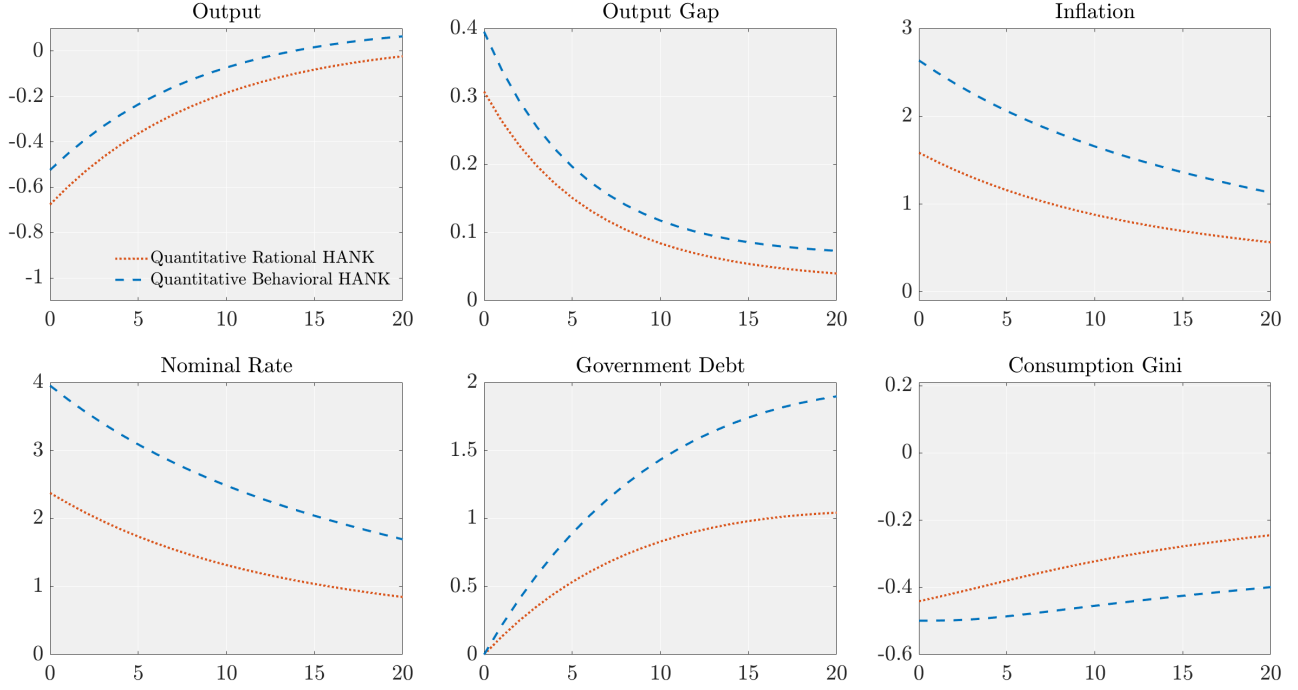 Output
0
-0.2
-0.4
-0.6
-0.8
-1
0 5 10 15 20
Quantitative Rational HANK
Quantitative Behavioral HANK
Output Gap
0.4
0.3
0.2
0.1
0
0 5 10 15 20
Inflation
3
2
1
0
0 5 10 15 20
Nominal Rate
4
3
2
1
0
0 5 10 15 20
Government Debt
2
1.5
1
0.5
0
0 5 10 15 20
Consumption Gini
0.2
0
-0.2
-0.4
-0.6
0 5 10 15 20